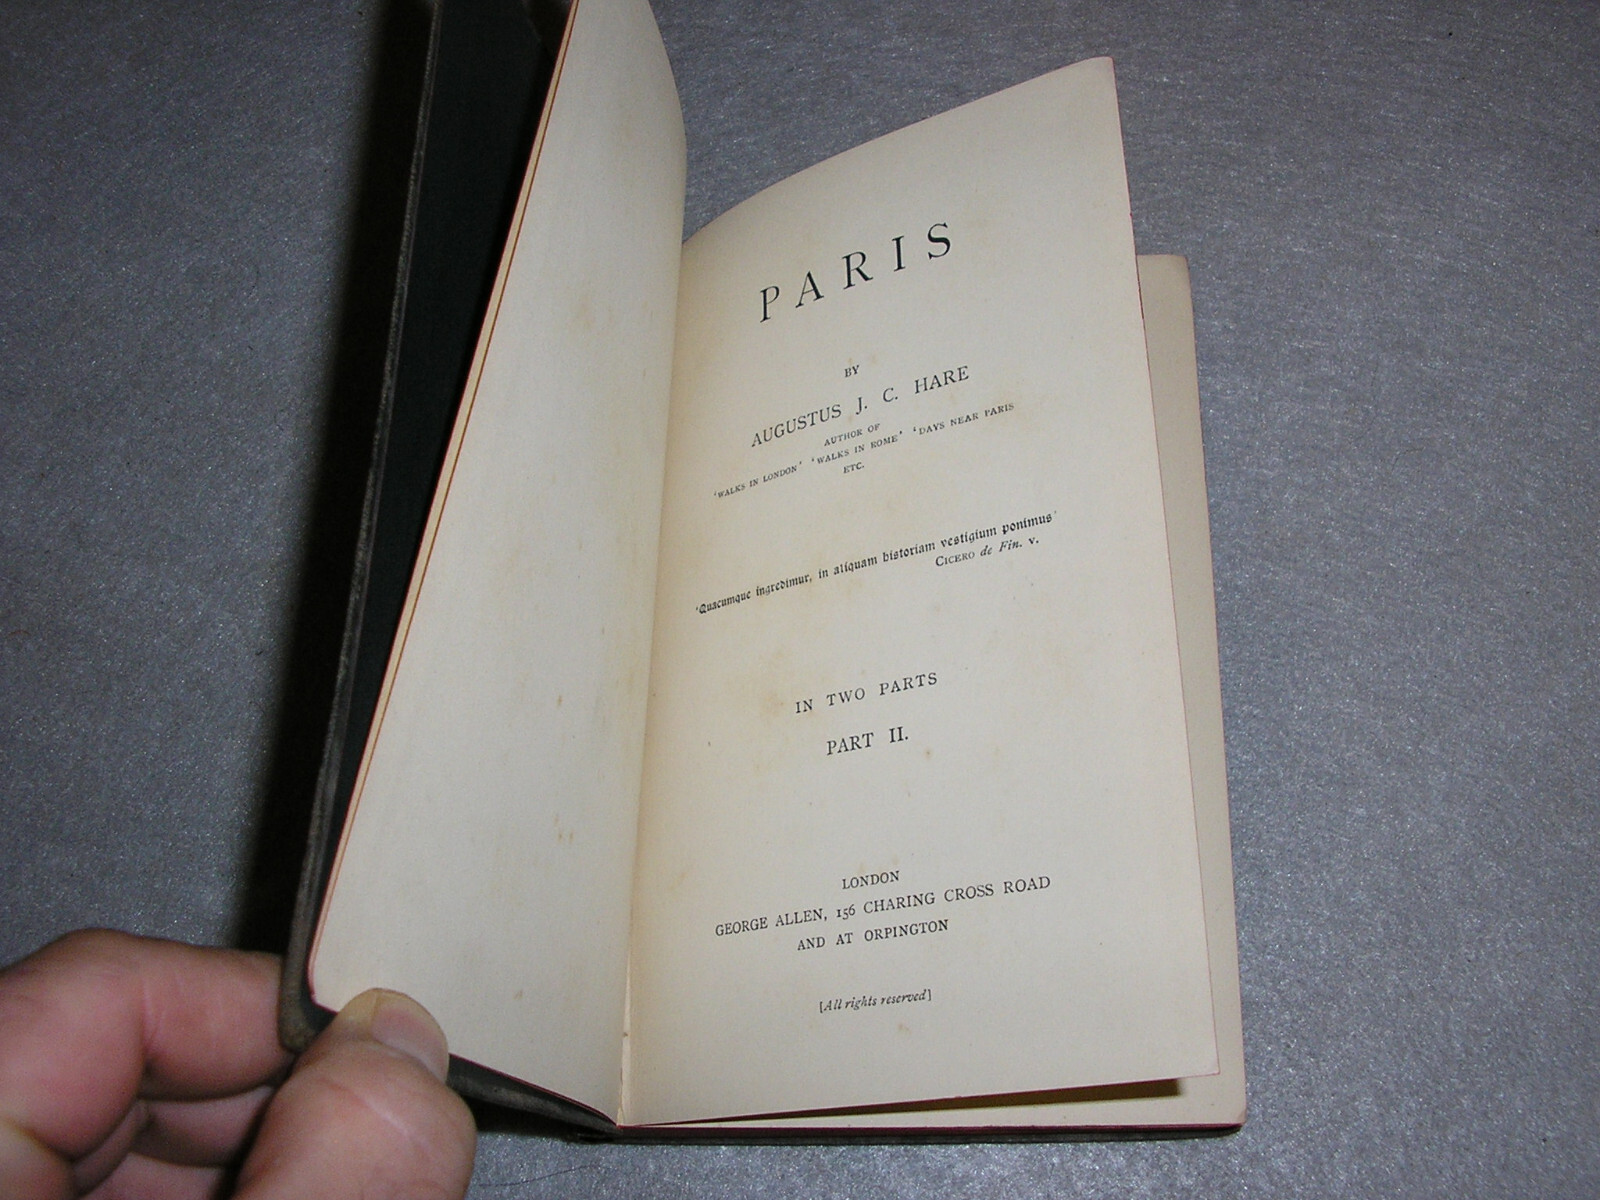 PARIS
BY
AUGUSTUS J. C. HARE
AUTHOR OF
'WALKS IN LONDON' 'WALKS IN ROME' 'DAYS NEAR PARIS
ETC.
'Quacumque ingredimur, in aliquam historiam vestigium ponimus'
CICERO de Fin. v.
IN TWO PARTS
PART II.
LONDON
GEORGE ALLEN, 156 CHARING CROSS ROAD
AND AT ORPINGTON
[All rights reserved]